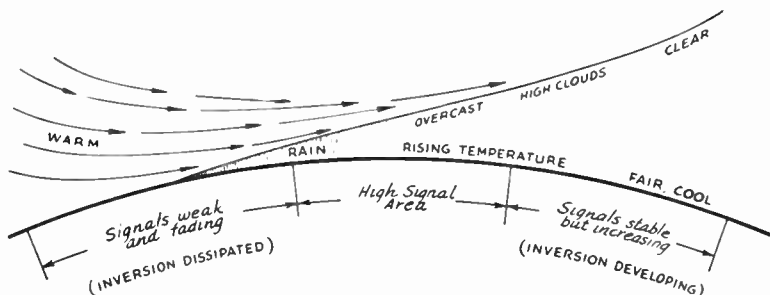 CLEAR
HIGH CLOUDS
OVERCAST
WARM
RAIN
RISING TEMPERATURE
FAIR, COOL
Signals weak
and fading
High Signal
Area
Signals stable
but increasing
(INVERSION DISSIPATED)
(INVERSION DEVELOPING)